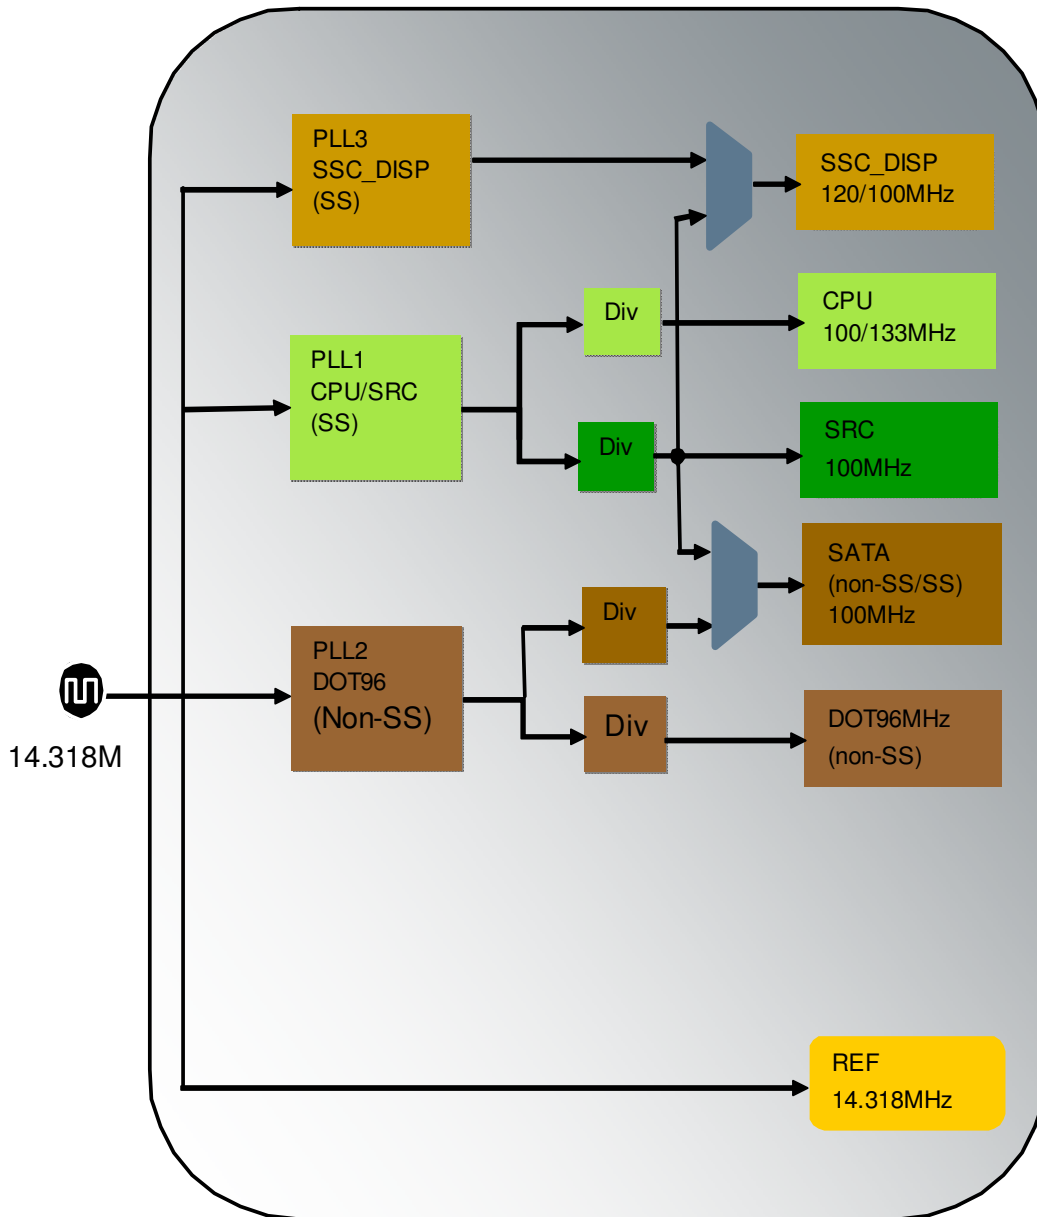 PLL3
SSC_DISP
(SS)
SSC_DISP
120/100MHz
Div
CPU
100/133MHz
PLL1
CPU/SRC
(SS)
Div
SRC
100MHz
SATA
(non-SS/SS)
100MHz
Div
PLL2
DOT96
(Non-SS)
Div
DOT96MHz
(non-SS)
14.318M
REF
14.318MHz